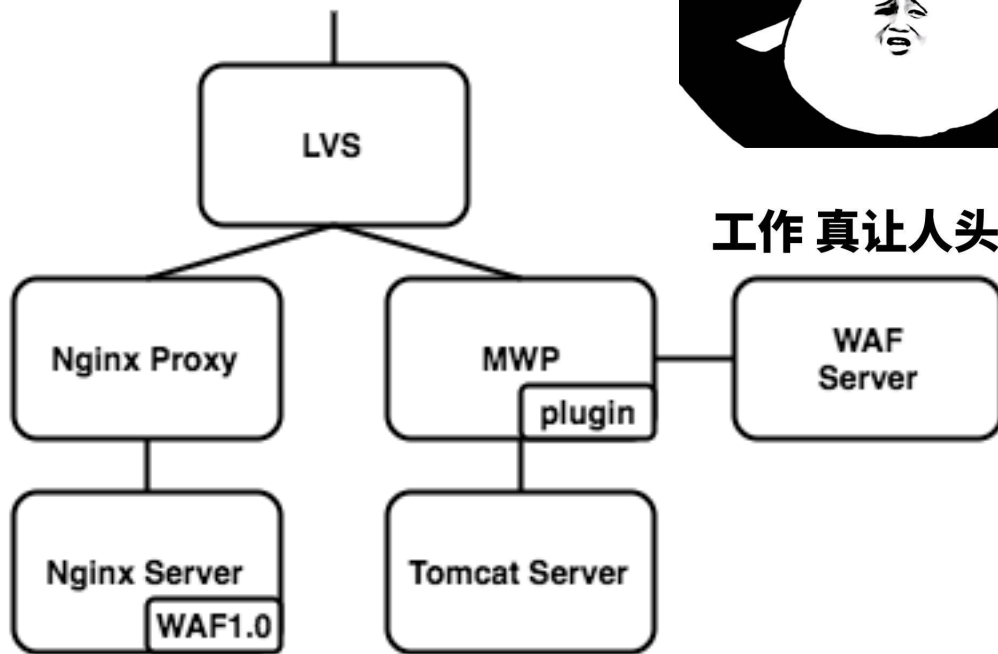 LVS
工作 真让人头
Nginx Proxy
MWP
plugin
WAF
Server
Nginx Server
WAF1.0
Tomcat Server